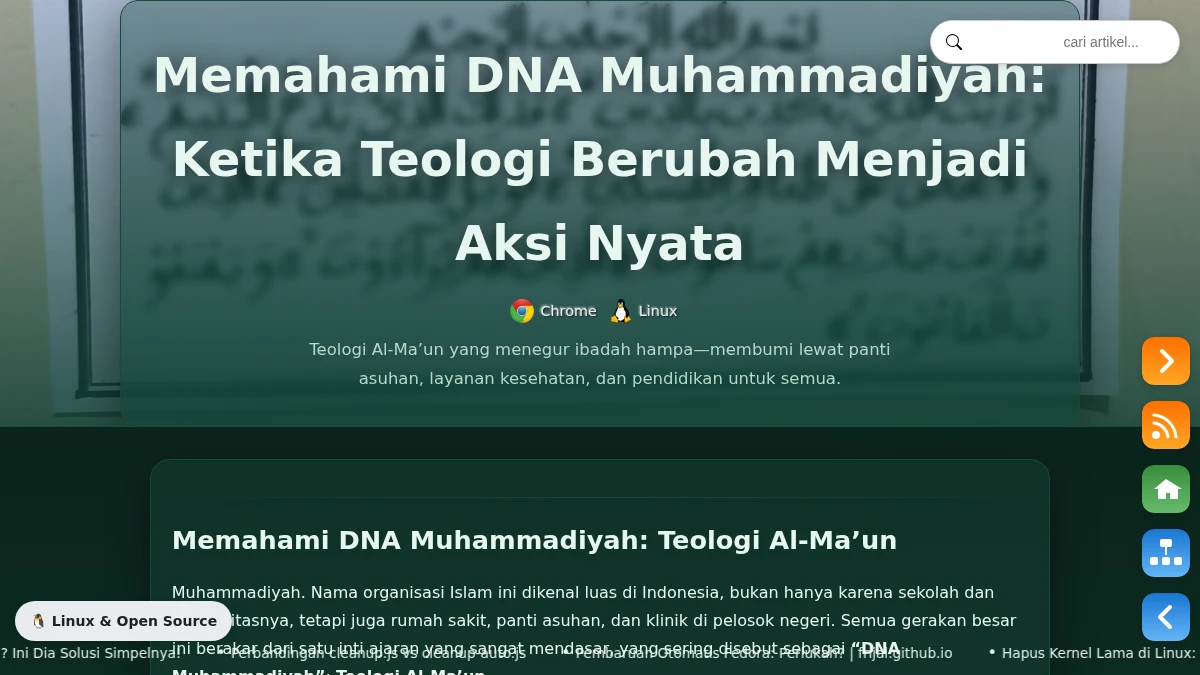 cari artikel...
Memahami DNA Muhammadiyah:
Ketika Teologi Berubah Menjadi
Aksi Nyata
Chrome Linux
Teologi Al-Ma’un yang menegur ibadah hampa—membumi lewat panti
asuhan, layanan kesehatan, dan pendidikan untuk semua.
Memahami DNA Muhammadiyah: Teologi Al-Ma’un
Muhammadiyah. Nama organisasi Islam ini dikenal luas di Indonesia, bukan hanya karena sekolah dan
itasnya, tetapi juga rumah sakit, panti asuhan, dan klinik di pelosok negeri. Semua gerakan besar
ini berakar dari satu inti ajaran yang sangat mendasar, yang sering disebut sebagai “DNA
Muhammadiyah”: Teologi Al-Ma’un
Linux & Open Source
? Ini Dia Solusi Simpelnya! • Perbandingan cleanup.js vs cleanup-auto.js • Pembaruan Otomatis Fedora: Perlukah? | frijal.github.io • Hapus Kernel Lama di Linux: